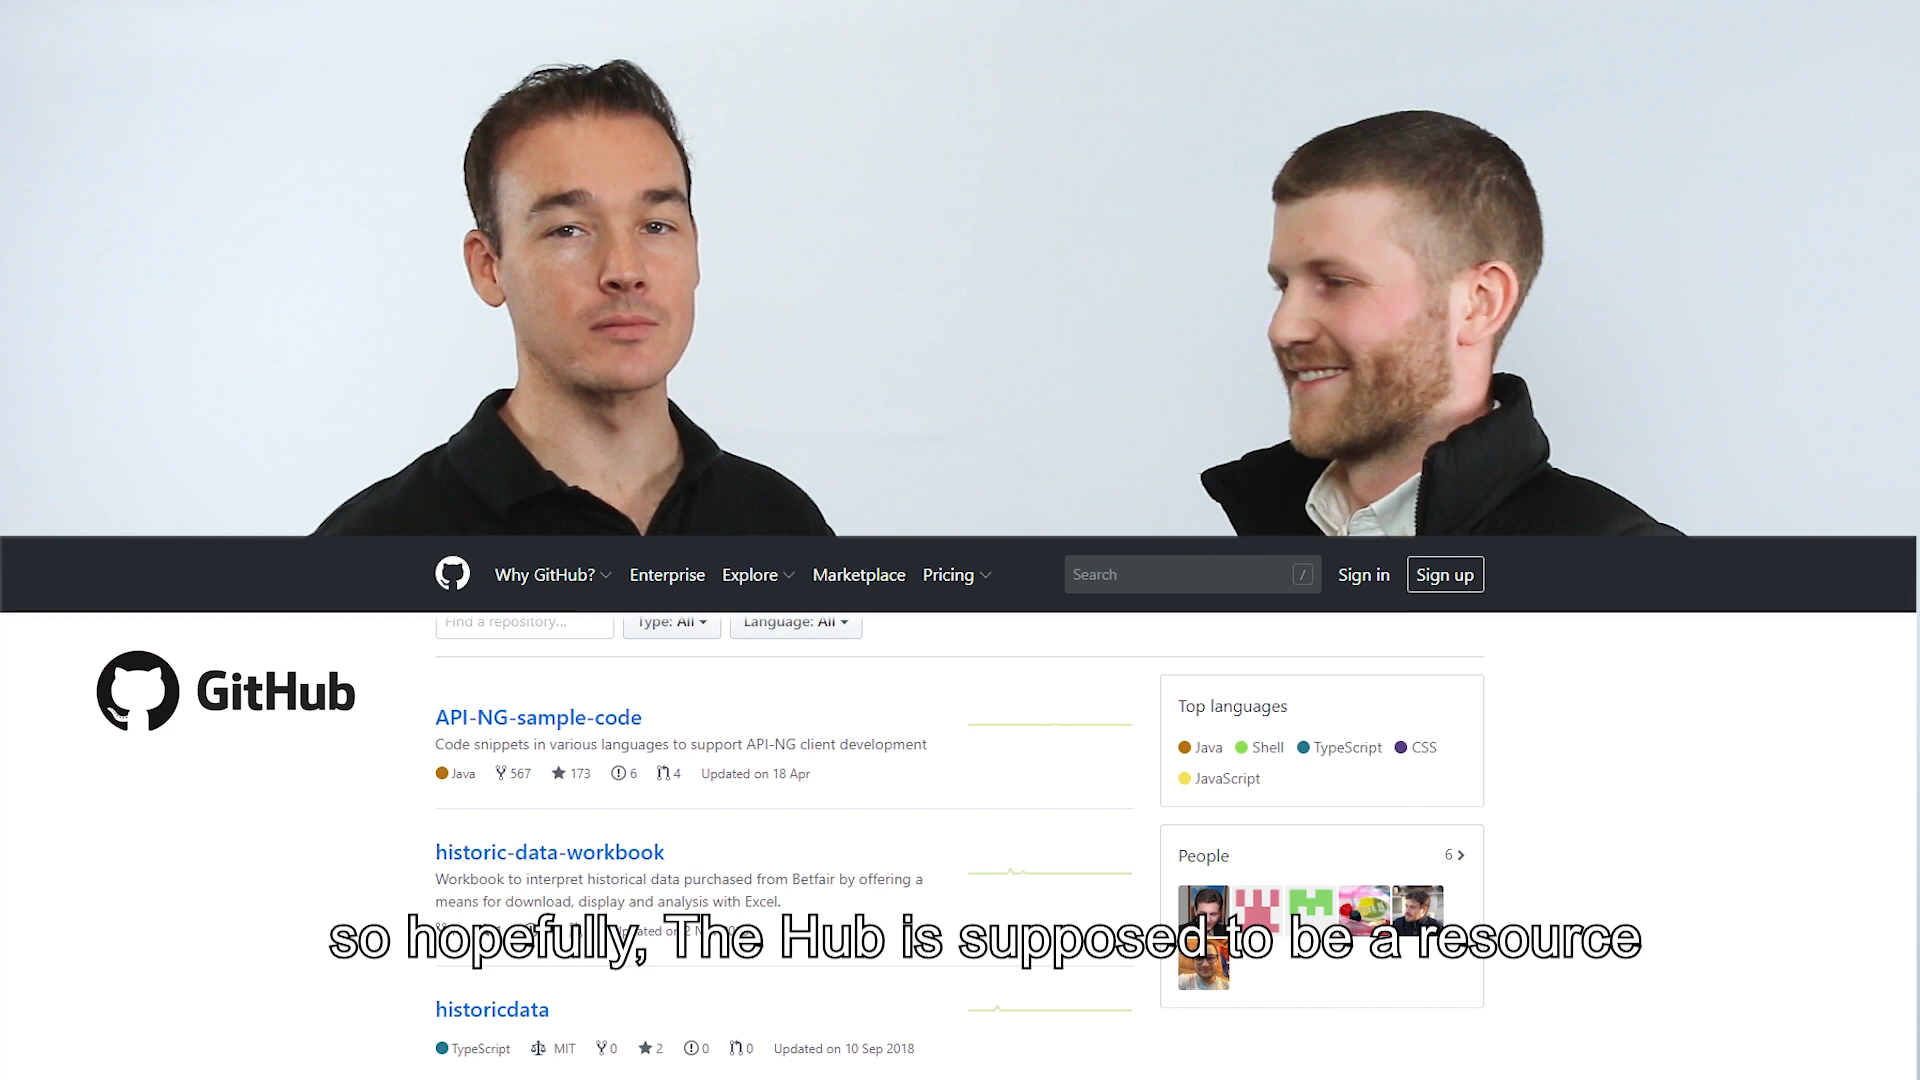 Why GitHub? Enterprise Explore Marketplace Pricing Search / Sign in Sign up
Find a repository... Type: All Language: All
GitHub
API-NG-sample-code
Code snippets in various languages to support API-NG client development
Java 567 173 6 4 Updated on 18 Apr
historic-data-workbook
Workbook to interpret historical data purchased from Betfair by offering a
means for download, display and analysis with Excel.
so hopefully, The Hub is supposed to be a resource
historicdata
TypeScript MIT 0 2 0 0 Updated on 10 Sep 2018
Top languages
Java Shell TypeScript CSS
JavaScript
People 6